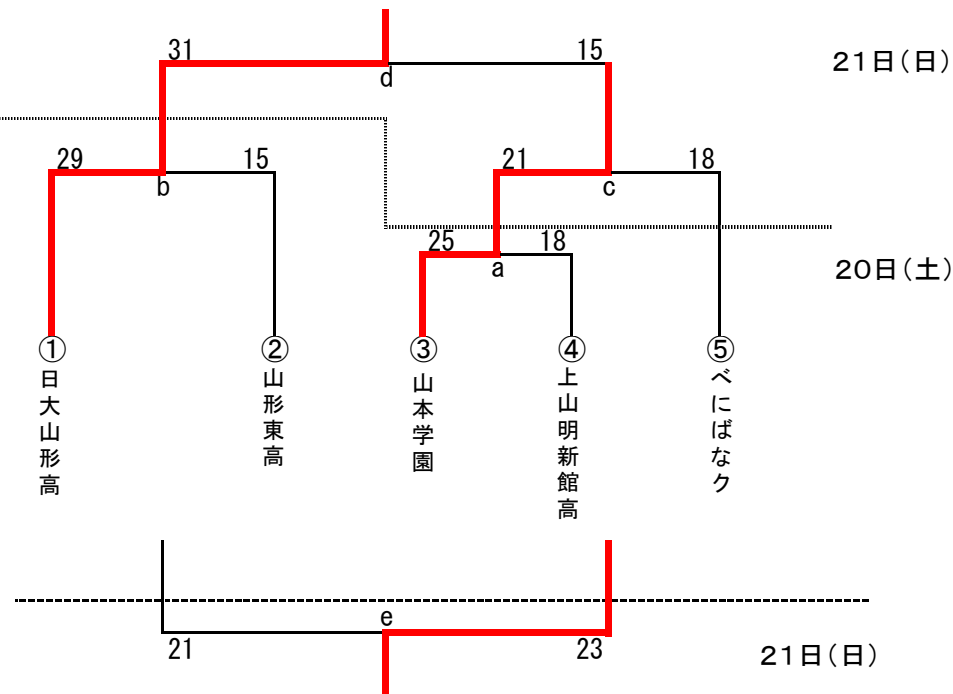 31
15
d
21日(日)
29
15
b
21
18
c
25
18
a
20日(土)
①
②
③
④
⑤
日大山形高
山形東高
山本学園
上山明新館高
べにばなク
e
21
23
21日(日)